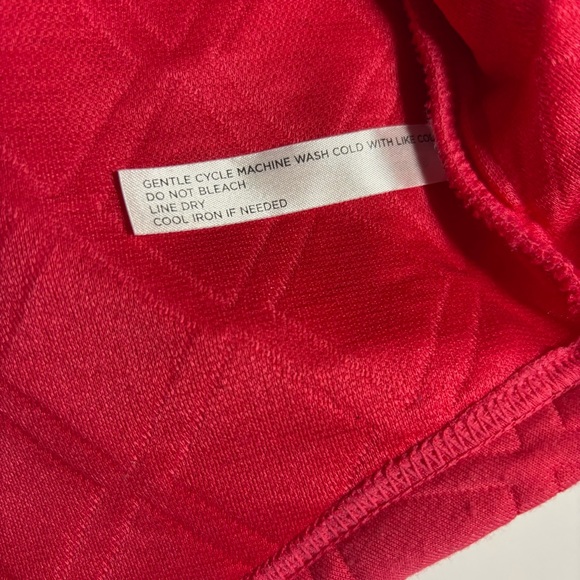 GENTLE CYCLE MACHINE WASH COLD WITH LIKE
DO NOT BLEACH
LINE DRY
COOL IRON IF NEEDED